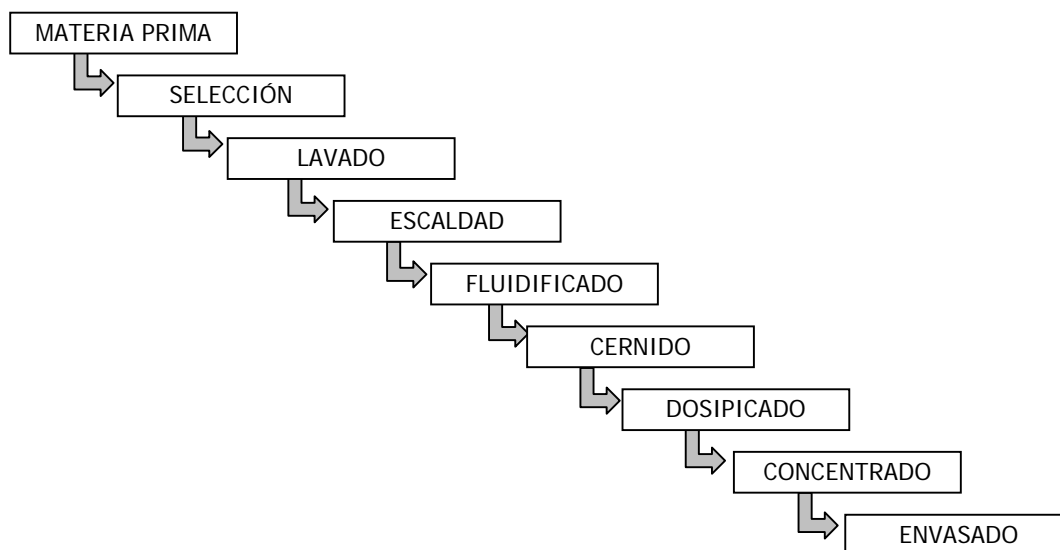 MATERIA PRIMA
SELECCIÓN
LAVADO
ESCALDAD
FLUIDIFICADO
CERNIDO
DOSIPICADO
CONCENTRADO
ENVASADO